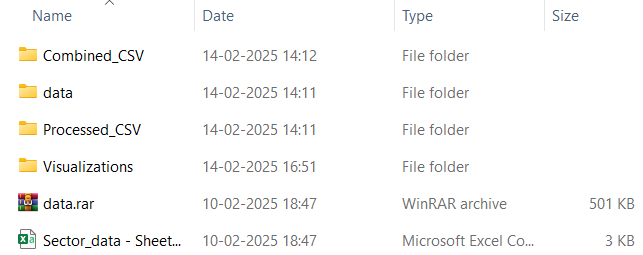 Name Date Type Size
Combined_CSV 14-02-2025 14:12 File folder
data 14-02-2025 14:11 File folder
Processed_CSV 14-02-2025 14:11 File folder
Visualizations 14-02-2025 16:51 File folder
data.rar 10-02-2025 18:47 WinRAR archive 501 KB
Sector_data - Sheet... 10-02-2025 18:47 Microsoft Excel Co... 3 KB